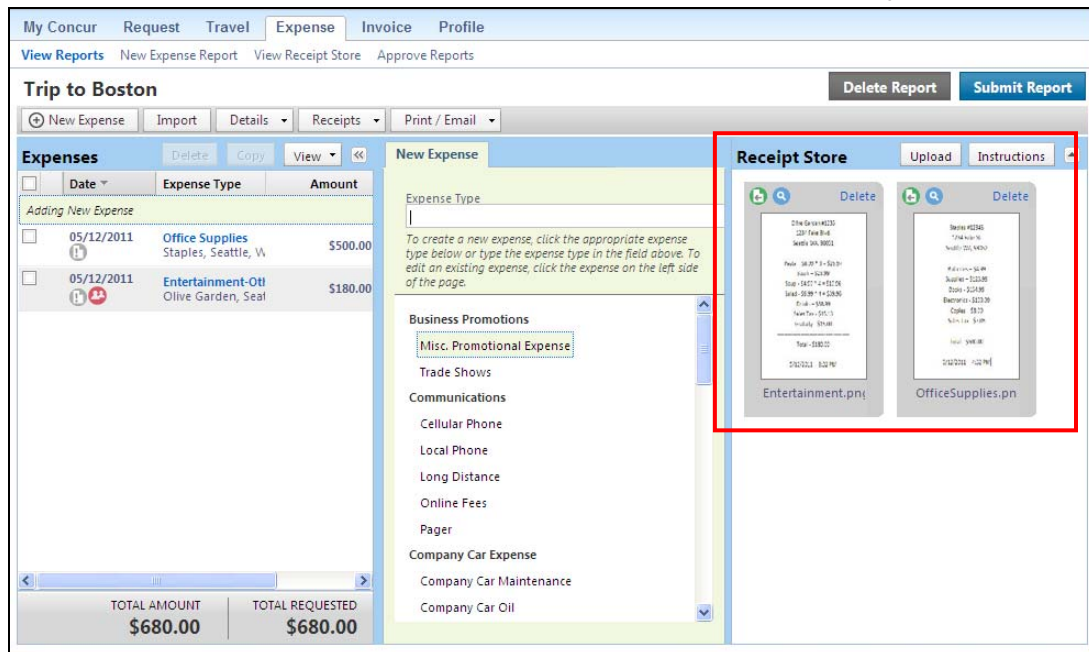 My Concur Request Travel Expense Invoice Profile
View Reports New Expense Report View Receipt Store Approve Reports
Trip to Boston
Delete Report Submit Report
New Expense Import Details Receipts Print / Email
Expenses Delete Copy View
Date Expense Type Amount
Adding New Expense
05/12/2011 Office Supplies $500.00
Staples, Seattle, W
05/12/2011 Entertainment-Otl $180.00
Olive Garden, Seat
TOTAL AMOUNT TOTAL REQUESTED
$680.00 $680.00
New Expense
Expense Type
To create a new expense, click the appropriate expense
type below or type the expense type in the field above. To
edit an existing expense, click the expense on the left side
of the page.
Business Promotions
Misc. Promotional Expense
Trade Shows
Communications
Cellular Phone
Local Phone
Long Distance
Online Fees
Pager
Company Car Expense
Company Car Maintenance
Company Car Oil
Receipt Store Upload Instructions
Delete Delete
Total - $180.00
5/12/2011
Entertainment.png OfficeSupplies.pn